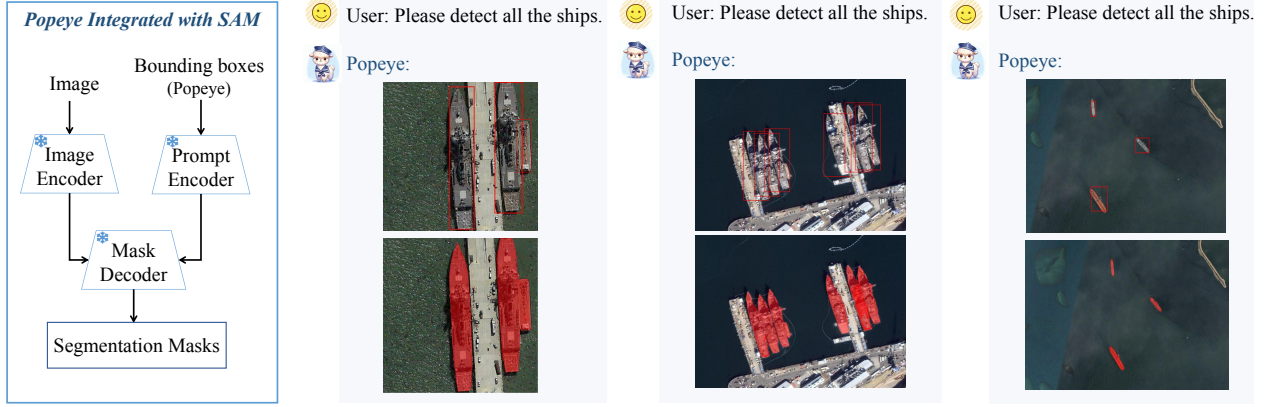 Popeye Integrated with SAM
Image
Bounding boxes
(Popeye)
Image
Encoder
Prompt
Encoder
Mask
Decoder
Segmentation Masks
User: Please detect all the ships.
Popeye:
User: Please detect all the ships.
Popeye:
User: Please detect all the ships.
Popeye: